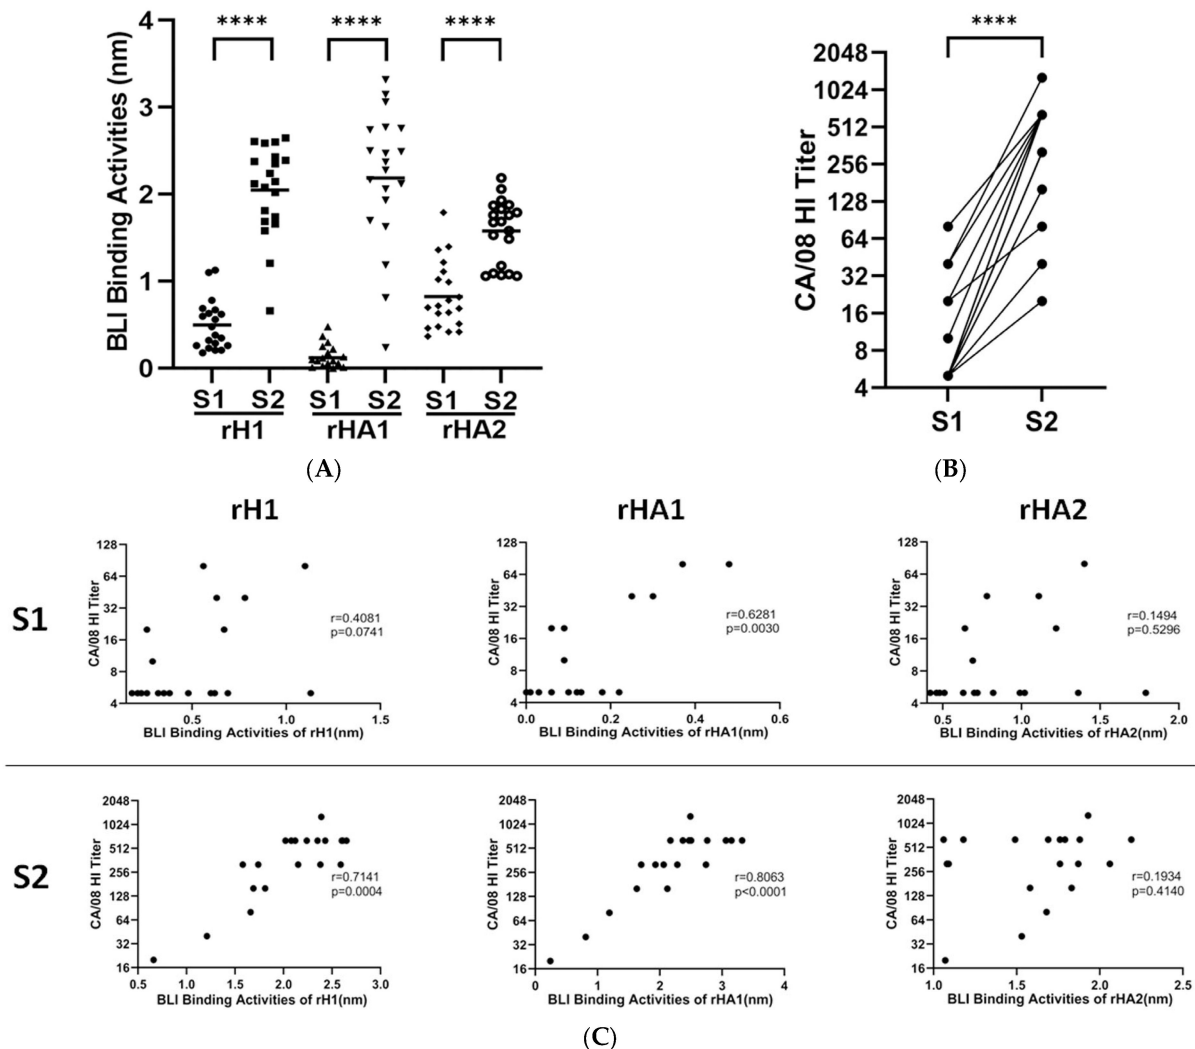 BLI Binding Activities (nm)
4
3
2
1
0
****
****
****
S1 S2 S1 S2 S1 S2
rH1 rHA1 rHA2
(A)
CA/08 HI Titer
2048
1024
512
256
128
64
32
16
8
4
****
S1 S2
(B)
rH1 rHA1 rHA2
S1
CA/08 HI Titer
128
64
32
16
8
4
r=0.4081
p=0.0741
0.5 1.0 1.5
BLI Binding Activities of rH1(nm)
CA/08 HI Titer
128
64
32
16
8
4
r=0.6281
p=0.0030
0.0 0.2 0.4 0.6
BLI Binding Activities of rHA1(nm)
CA/08 HI Titer
128
64
32
16
8
4
r=0.1494
p=0.5296
0.5 1.0 1.5 2.0
BLI Binding Activities of rHA2(nm)
S2
CA/08 HI Titer
2048
1024
512
256
128
64
32
16
r=0.7141
p=0.0004
0.5 1.0 1.5 2.0 2.5 3.0
BLI Binding Activities of rH1(nm)
CA/08 HI Titer
2048
1024
512
256
128
64
32
16
r=0.8063
p<0.0001
0 1 2 3 4
BLI Binding Activities of rHA1(nm)
CA/08 HI Titer
2048
1024
512
256
128
64
32
16
r=0.1934
p=0.4140
1.0 1.5 2.0 2.5
BLI Binding Activities of rHA2(nm)
(C)